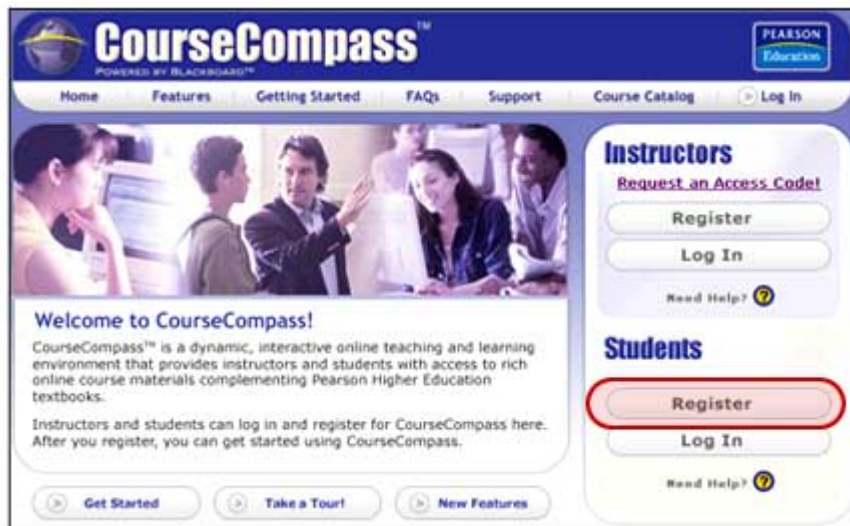 CourseCompass™
POWERED BY BLACKBOARD™
PEARSON
Education
Home Features Getting Started FAQs Support Course Catalog Log In
Instructors
Request an Access Code!
Register
Log In
Need Help? ?
Welcome to CourseCompass!
CourseCompass™ is a dynamic, interactive online teaching and learning
environment that provides instructors and students with access to rich
online course materials complementing Pearson Higher Education
textbooks.
Instructors and students can log in and register for CourseCompass here.
After you register, you can get started using CourseCompass.
Students
Register
Log In
Need Help? ?
Get Started Take a Tour! New Features